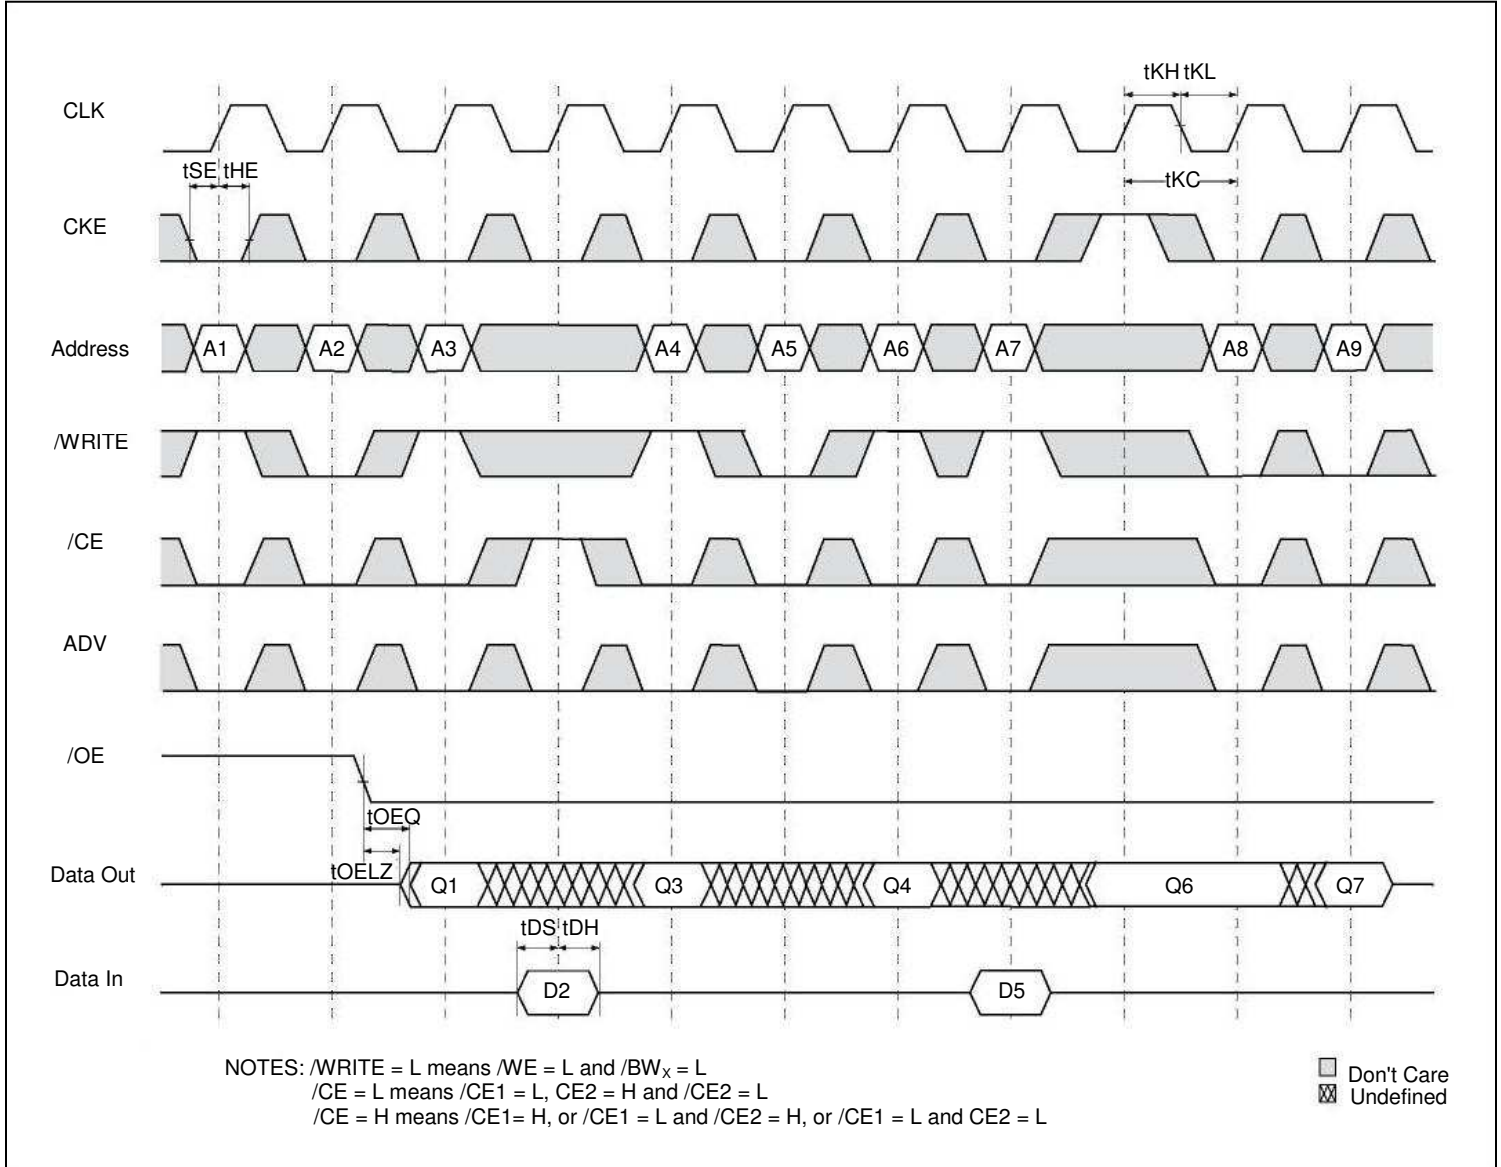 tKH tKL
CLK
tSE tHE
tKC
CKE
Address A1 A2 A3 A4 A5 A6 A7 A8 A9
/WRITE
/CE
ADV
/OE
tOEQ
tOELZ
Data Out Q1 Q3 Q4 Q6 Q7
tDS tDH
Data In D2 D5
NOTES: /WRITE = L means /WE = L and /BWX = L
/CE = L means /CE1 = L, CE2 = H and /CE2 = L
/CE = H means /CE1= H, or /CE1 = L and /CE2 = H, or /CE1 = L and CE2 = L
Don't Care
Undefined